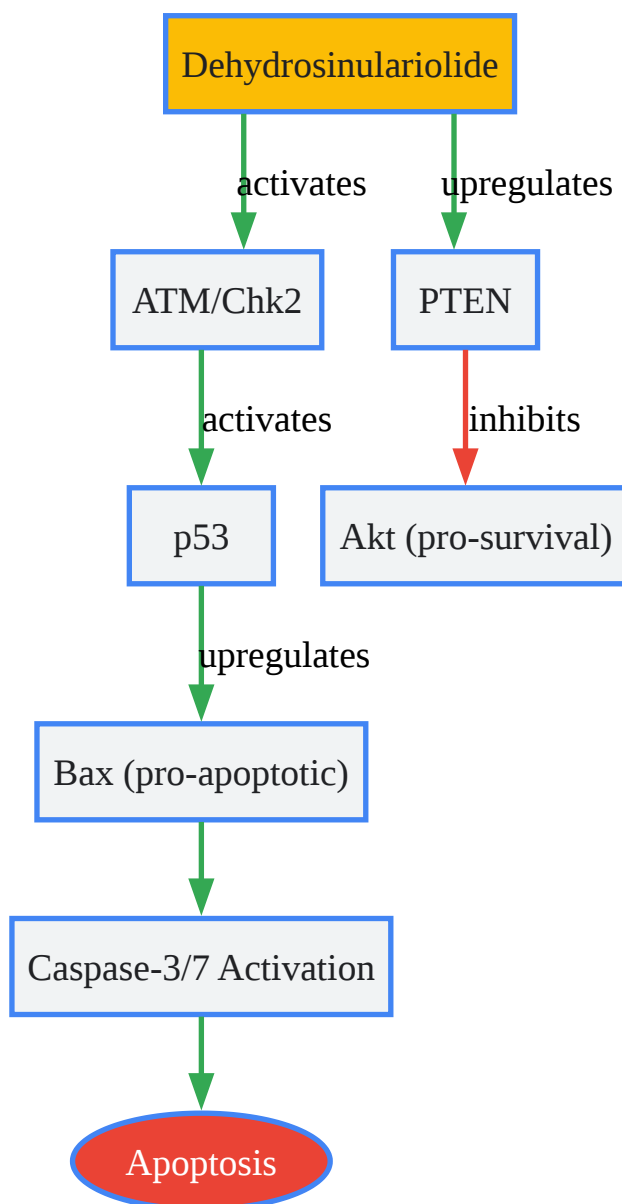 Dehydrosinulariolide
activates
upregulates
ATM/Chk2
PTEN
activates
inhibits
p53
Akt (pro-survival)
upregulates
Bax (pro-apoptotic)
Caspase-3/7 Activation
Apoptosis